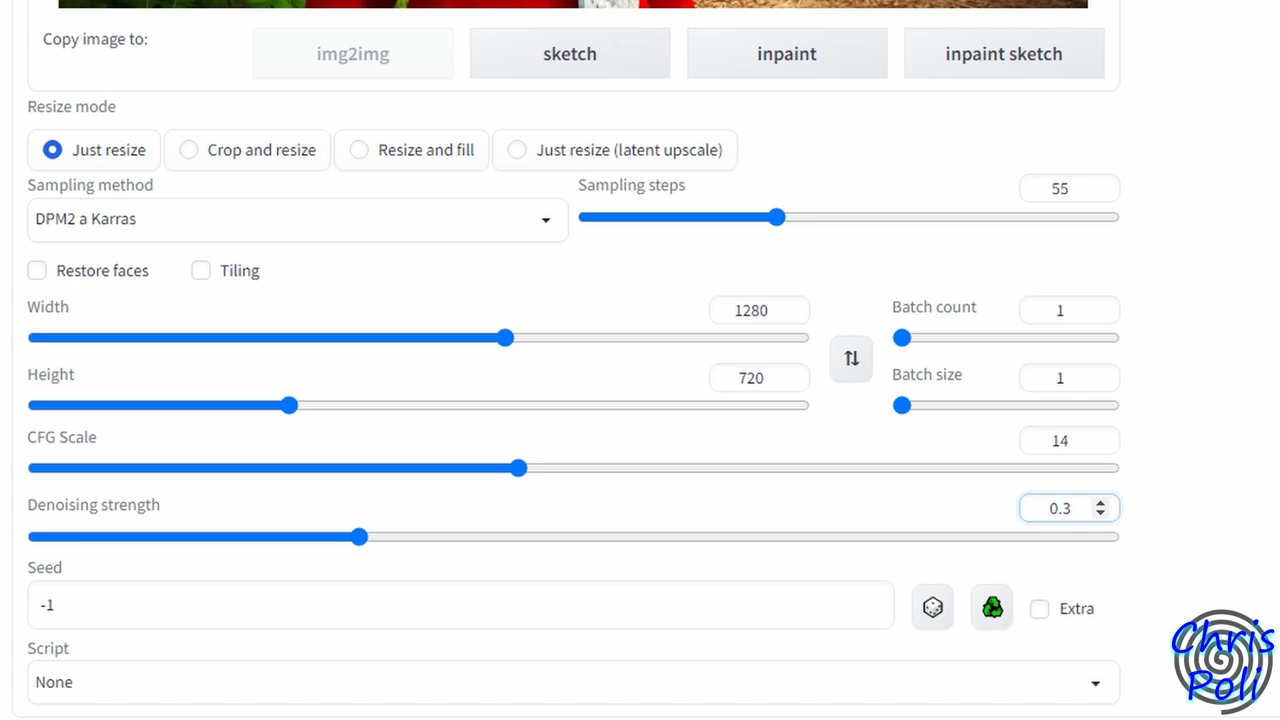 Copy image to:
img2img
sketch
inpaint
inpaint sketch
Resize mode
Just resize
Crop and resize
Resize and fill
Just resize (latent upscale)
Sampling method
Sampling steps
55
DPM2 a Karras
Restore faces
Tiling
Width
1280
Batch count
1
Height
720
Batch size
1
CFG Scale
14
Denoising strength
0.3
Seed
-1
Extra
Script
None
Chris
Poli